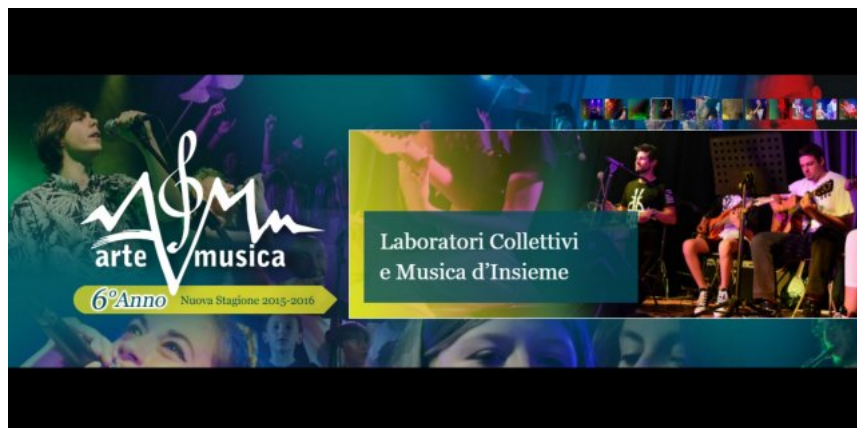 arte musica
6°Anno Nuova Stagione 2015-2016
Laboratori Collettivi
e Musica d'Insieme